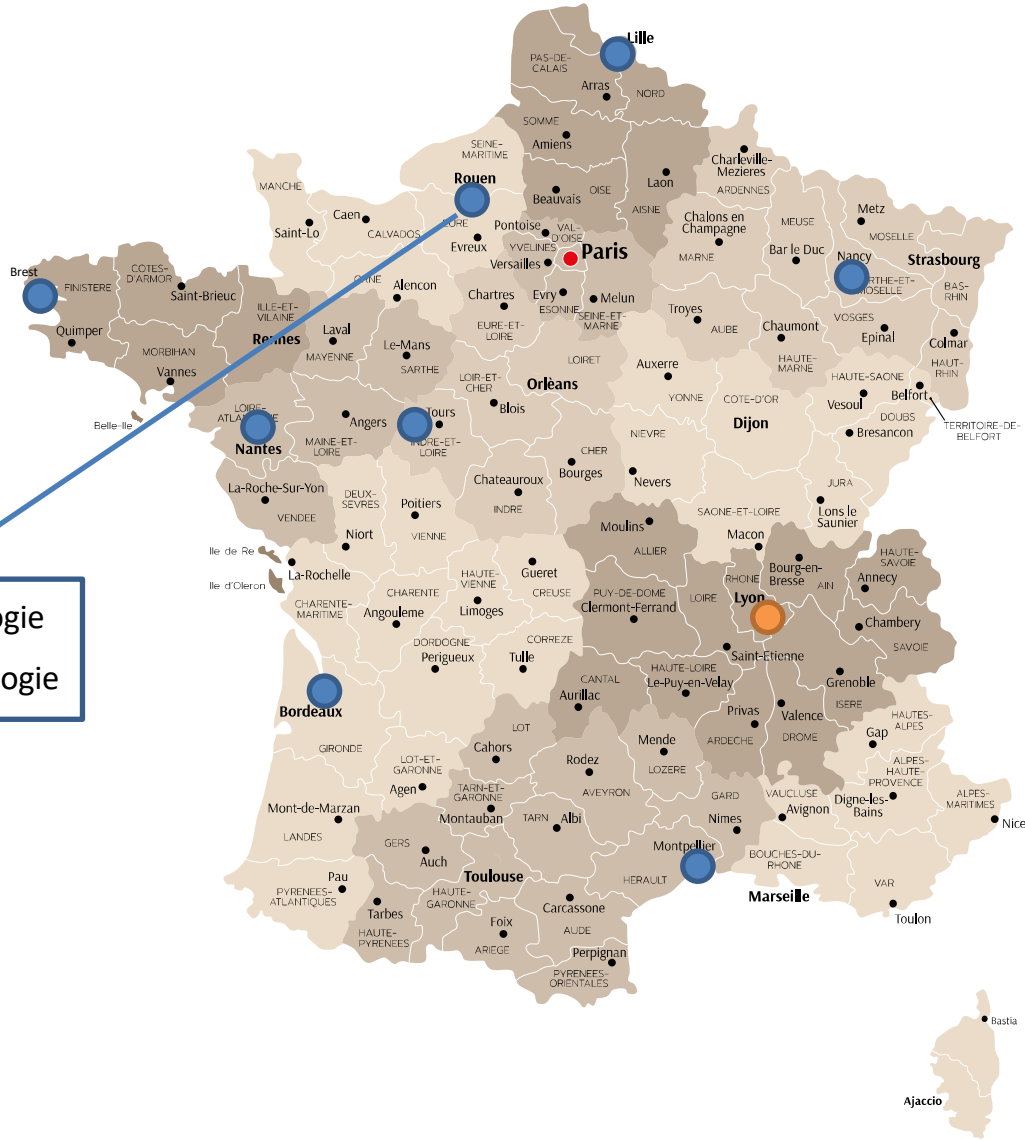 Lille
PAS-DE-
CALAIS
Arras
NORD
SOMME
Amiens
SEINE-
MARITIME
Rouen
Beauvais
OISE
Laon
AISNE
Charleville-
Mezieres
ARDENNES
MANCHE
Caen
Saint-Lo
CALVADOS
Evreux
Pontoise
VAL-
D'OISE
YVELINES
Versailles
Paris
Chalons en
Champagne
MARNE
MEUSE
Bar le Duc
Metz
MOSELLE
Nancy
Strasbourg
BAS-
RHIN
Brest
FINISTERE
COTES-
D'ARMOR
Saint-Brieuc
Quimper
ILLE-ET-
VILAINE
Rennes
MORBIHAN
Vannes
Belle-Ile
Alencon
Laval
MAYENNE
Le-Mans
SARTHE
Chartres
EURE-ET-
LOIRE
Evry
ESONNE
Melun
SEINE-ET-
MARNE
Troyes
AUBE
Chaumont
HAUTE-
MARNE
VOSGES
Epinal
Colmar
HAUT-
RHIN
LOIRET
Orlèans
LOIR-ET-
CHER
Blois
Auxerre
YONNE
COTE-D'OR
Dijon
HAUTE-SAONE
Vesoul
Belfort
DOUBS
Bresancon
TERRITOIRE-DE-
BELFORT
Nantes
Angers
MAINE-ET-
LOIRE
Tours
INDRE-ET-
LOIRE
CHER
Bourges
NIEVRE
Nevers
JURA
Lons le
Saunier
La-Roche-Sur-Yon
VENDEE
DEUX-
SEVRES
Poitiers
VIENNE
Niort
Chateauroux
INDRE
Moulins
ALLIER
SAONE-ET-LOIRE
Macon
Ile de Re
Ile d'Oleron
La-Rochelle
CHARENTE-
MARITIME
CHARENTE
Angouleme
HAUTE-
VIENNE
Limoges
Gueret
CREUSE
PUY-DE-DOME
Clermont-Ferrand
LOIRE
RHONE
Lyon
Bourg-en-
Bresse
AIN
HAUTE-
SAVOIE
Annecy
Chambery
SAVOIE
ogie
ogie
DORDOGNE
Perigueux
CORREZE
Tulle
CANTAL
Aurillac
HAUTE-LOIRE
Le-Puy-en-Velay
Saint-Etienne
Grenoble
ISERE
Bordeaux
GIRONDE
LOT
Cahors
Privas
ARDECHE
Valence
DROME
HAUTES-
ALPES
Gap
LOT-ET-
GARONNE
Agen
TARN-ET-
GARONNE
Montauban
Rodez
AVEYRON
Mende
LOZERE
Mont-de-Marzan
LANDES
GERS
Auch
TARN
Albi
GARD
Nimes
VAUCLUSE
Avignon
ALPES-
HAUTE-
PROVENCE
Digne-les-
Bains
ALPES-
MARITIMES
Nice
Pau
PYRENEES-
ATLANTIQUES
Toulouse
HAUTE-
GARONNE
Montpellier
HERAULT
BOUCHES-DU-
RHONE
Marseille
VAR
Toulon
Tarbes
HAUTE-
PYRENEES
Foix
ARIEGE
Carcassone
AUDE
Perpignan
PYRENEES-
ORIENTALES
Bastia
Ajaccio